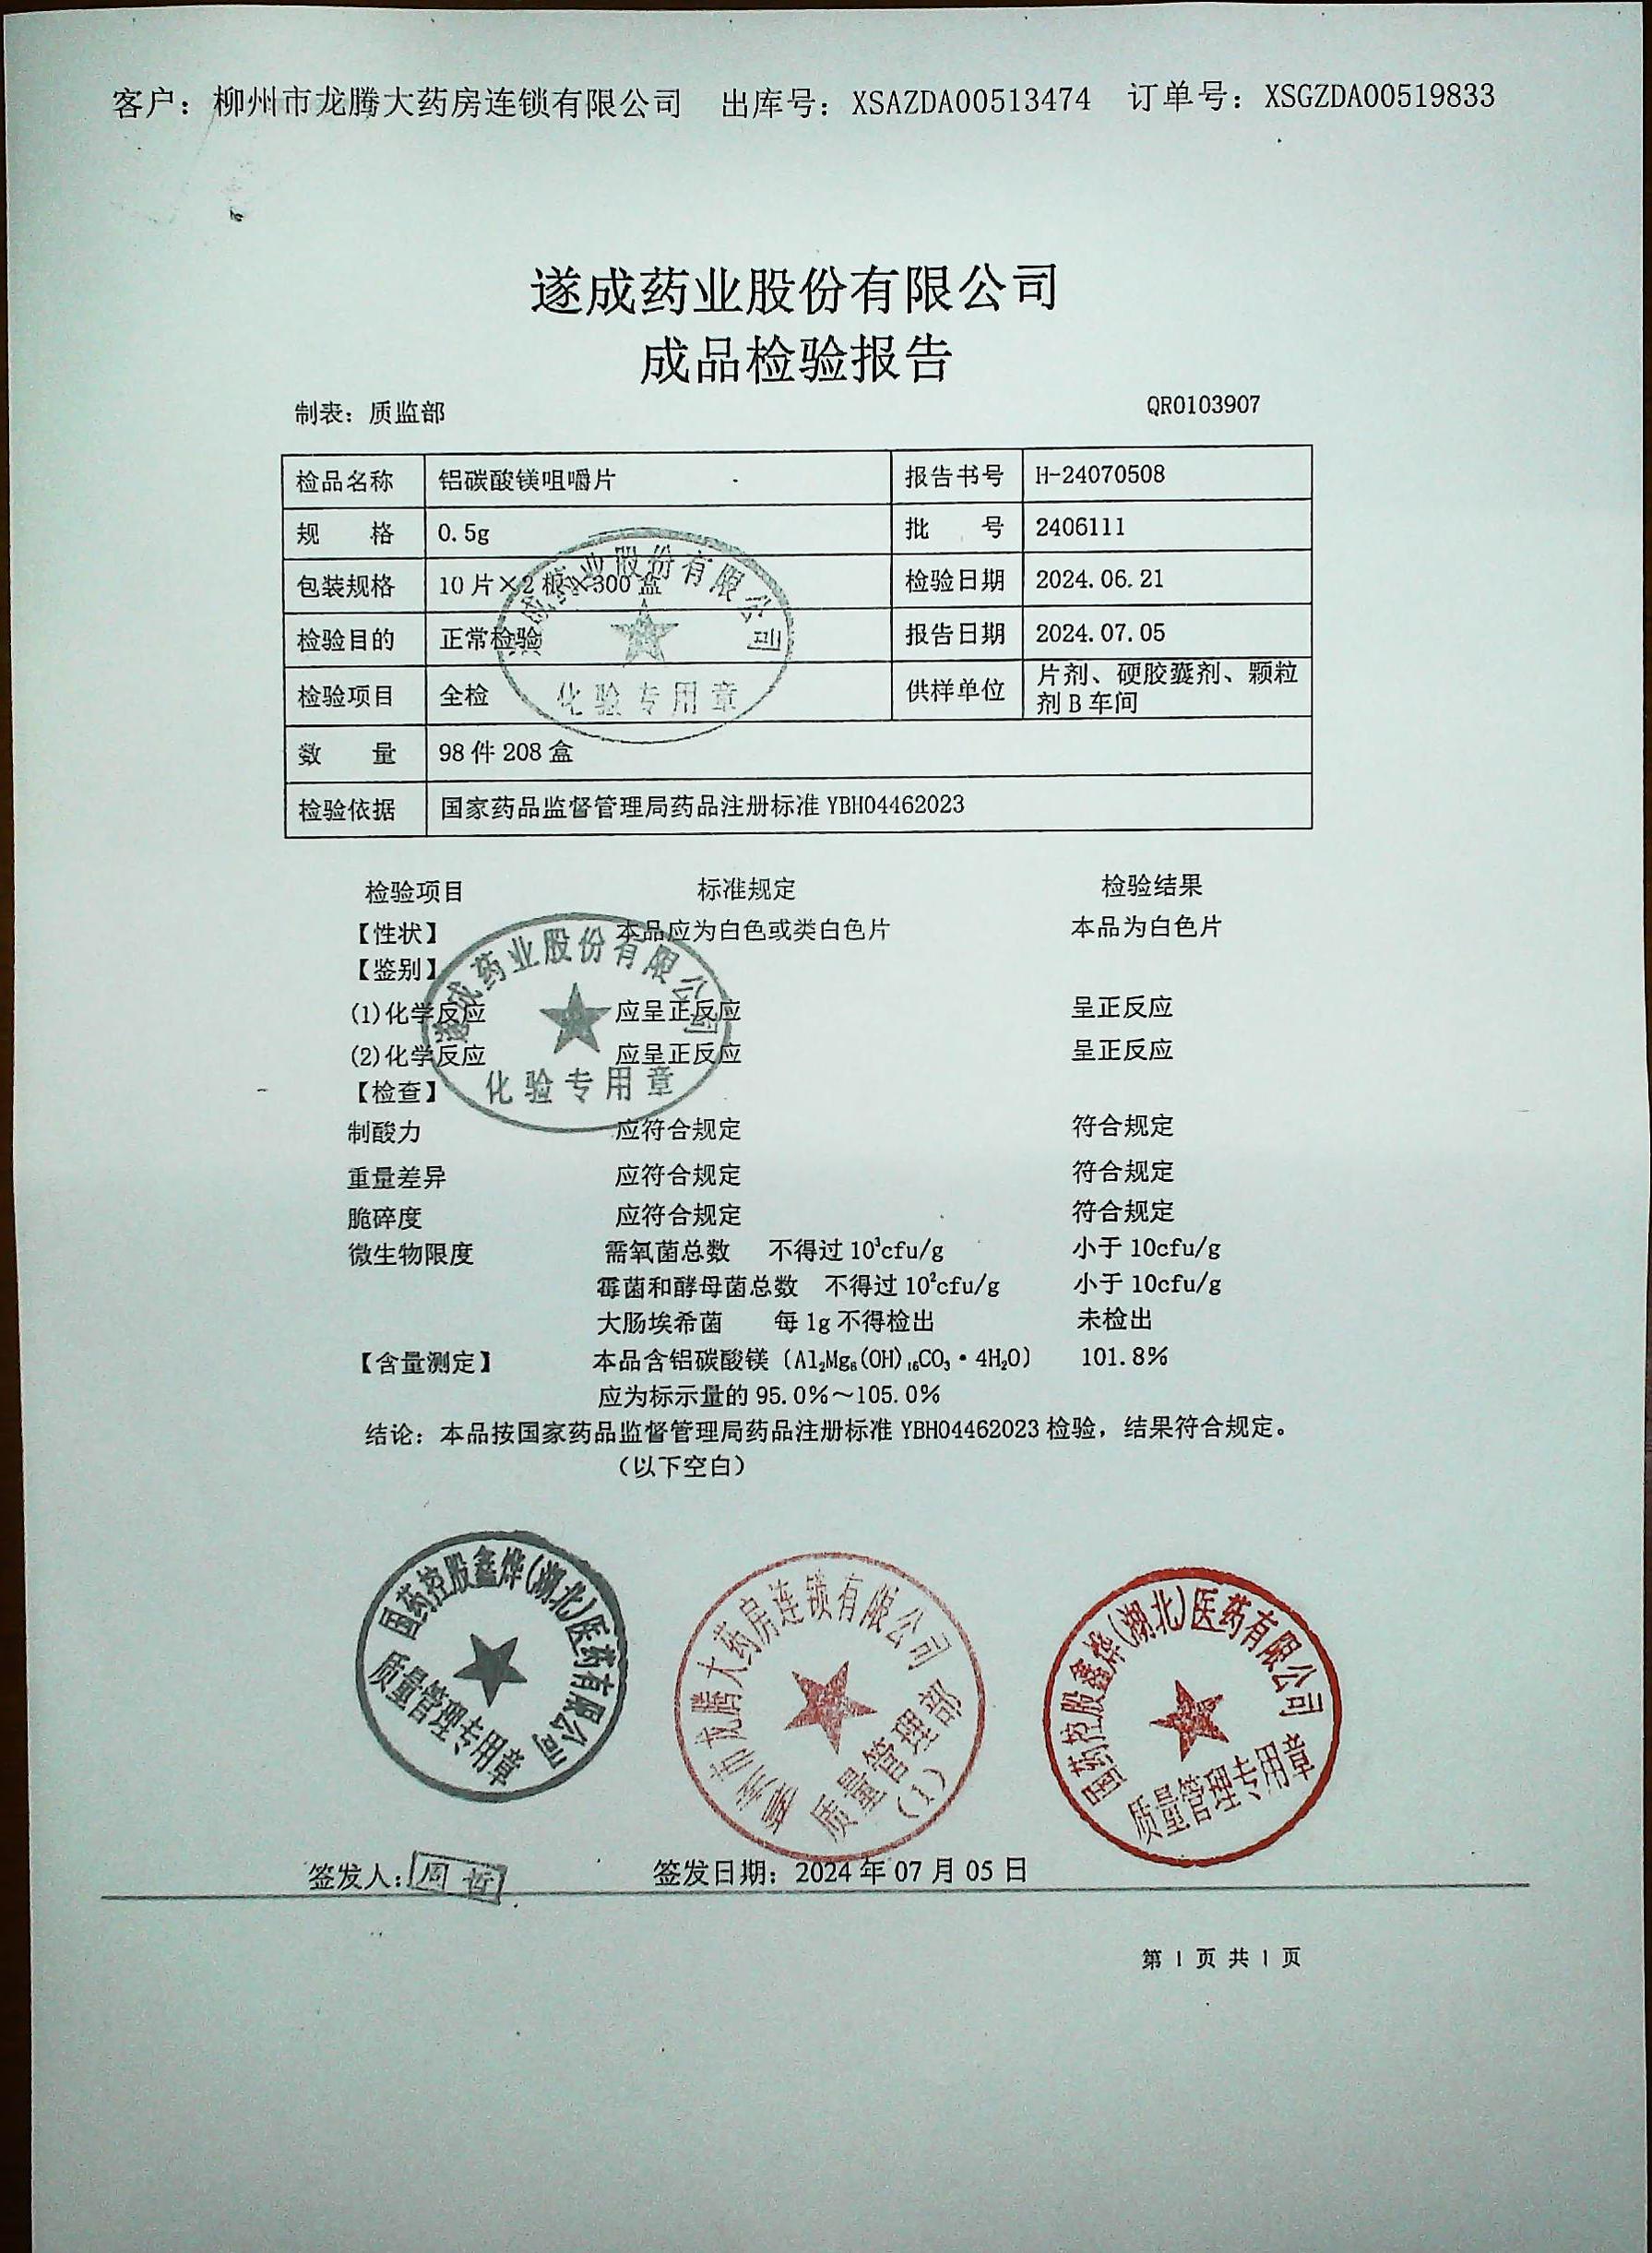 客户：柳州市龙腾大药房连锁有限公司 出库号：XSAZDA00513474 订单号：XSGZDA00519833
遂成药业股份有限公司
成品检验报告
制表：质监部 QR0103907
检品名称 铝碳酸镁咀嚼片 报告书号 H-24070508
规 格 0.5g 批 号 2406111
包装规格 10片×2板×300盒 检验日期 2024.06.21
检验目的 正常检验 报告日期 2024.07.05
检验项目 全检 供样单位 片剂、硬胶囊剂、颗粒
剂B车间
数 量 98件208盒
检验依据 国家药品监督管理局药品注册标准YBH04462023
遂成药业股份有限公司
化验专用章
检验项目 标准规定 检验结果
【性状】 本品应为白色或类白色片 本品为白色片
【鉴别】
(1)化学反应 应呈正反应 呈正反应
(2)化学反应 应呈正反应 呈正反应
【检查】
遂成药业股份有限公司
化验专用章
制酸力 应符合规定 符合规定
重量差异 应符合规定 符合规定
脆碎度 应符合规定 符合规定
微生物限度 需氧菌总数 不得过10³cfu/g 小于10cfu/g
霉菌和酵母菌总数 不得过10²cfu/g 小于10cfu/g
大肠埃希菌 每1g不得检出 未检出
【含量测定】 本品含铝碳酸镁（Al₂Mg₆(OH)₁₆CO₃·4H₂O） 101.8%
应为标示量的95.0%～105.0%
结论：本品按国家药品监督管理局药品注册标准YBH04462023检验，结果符合规定。
（以下空白）
国药控股鑫烨(湖北)医药有限公司
质量管理专用章
柳州市龙腾大药房连锁有限公司
质量管理部
(1)
国药控股鑫烨(湖北)医药有限公司
质量管理专用章
签发人：周哲 签发日期：2024年07月05日
第 1 页 共 1 页